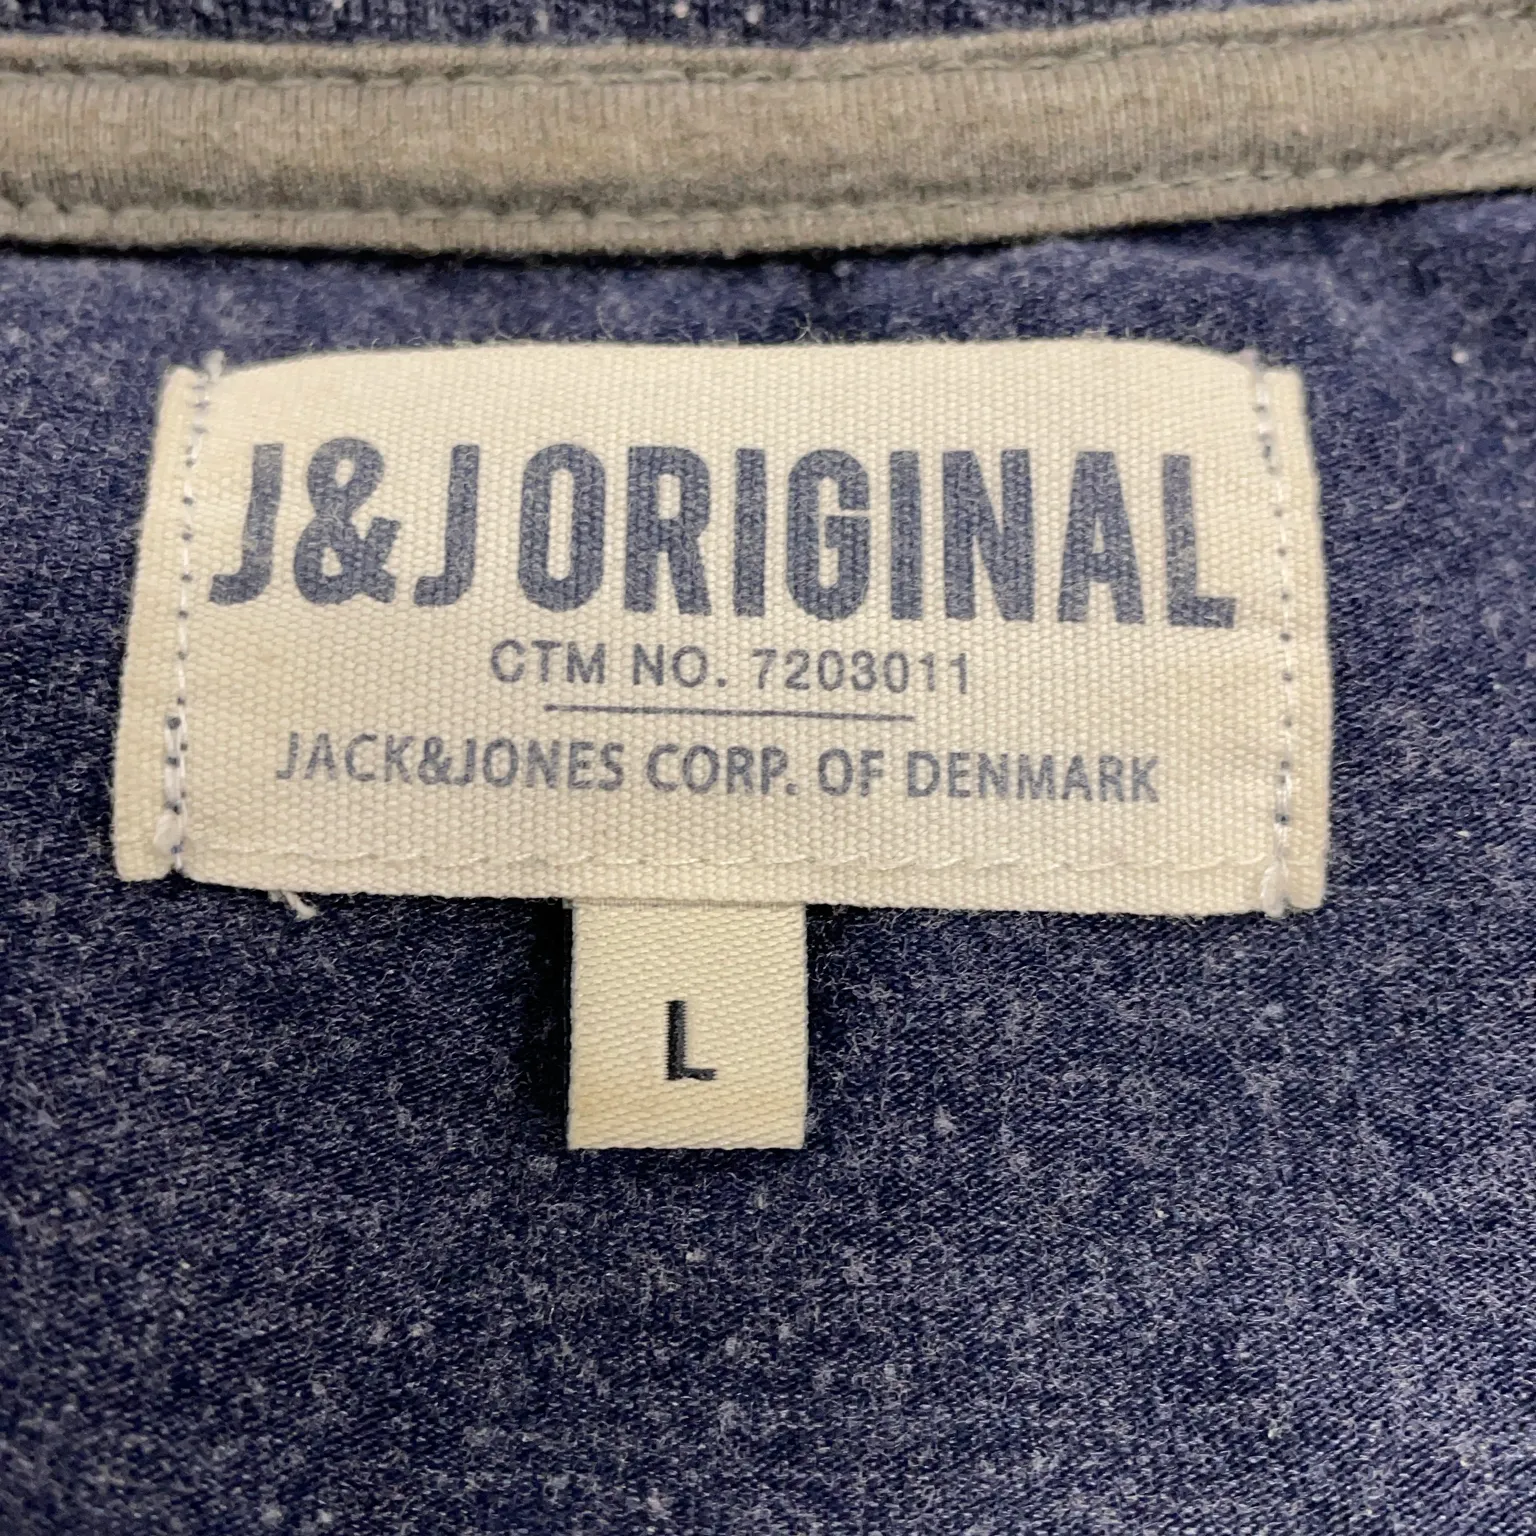 J&J ORIGINAL
CTM NO. 7203011
JACK&JONES CORP. OF DENMARK
L